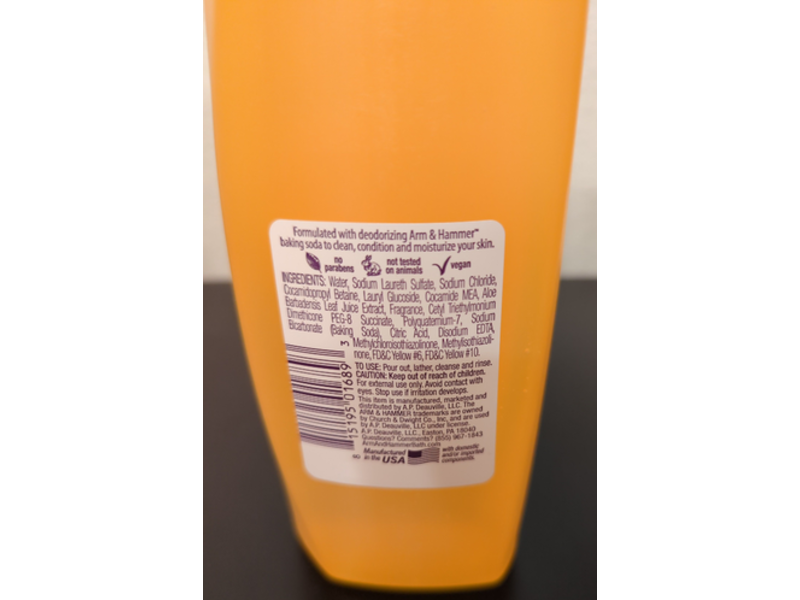 Formulated with deodorizing Arm & Hammer™
baking soda to clean, condition and moisturize your skin.
no parabens
not tested on animals
vegan
INGREDIENTS: Water, Sodium Laureth Sulfate, Sodium Chloride,
Cocamidopropyl Betaine, Lauryl Glucoside, Cocamide MEA, Aloe
Barbadensis Leaf Juice Extract, Fragrance, Cetyl Triethylmonium
Dimethicone PEG-8 Succinate, Polyquaternium-7, Sodium
Bicarbonate (Baking Soda), Citric Acid, Disodium EDTA,
Methylchloroisothiazolinone, Methylisothiazoli-
none, FD&C Yellow #6, FD&C Yellow #10.
TO USE: Pour out, lather, cleanse and rinse.
CAUTION: Keep out of reach of children.
For external use only. Avoid contact with
eyes. Stop use if irritation develops.
This item is manufactured, marketed and
distributed by A.P. Deauville, LLC. The
ARM & HAMMER trademarks are owned
by Church & Dwight Co., Inc, and are used
by A.P. Deauville, LLC under license.
A.P. Deauville, LLC., Easton, PA 18040
Questions? Comments? (855) 967-1843
ArmAndHammerBath.com
Manufactured
in the USA
with domestic
and/or imported
components.
3
15195 01689